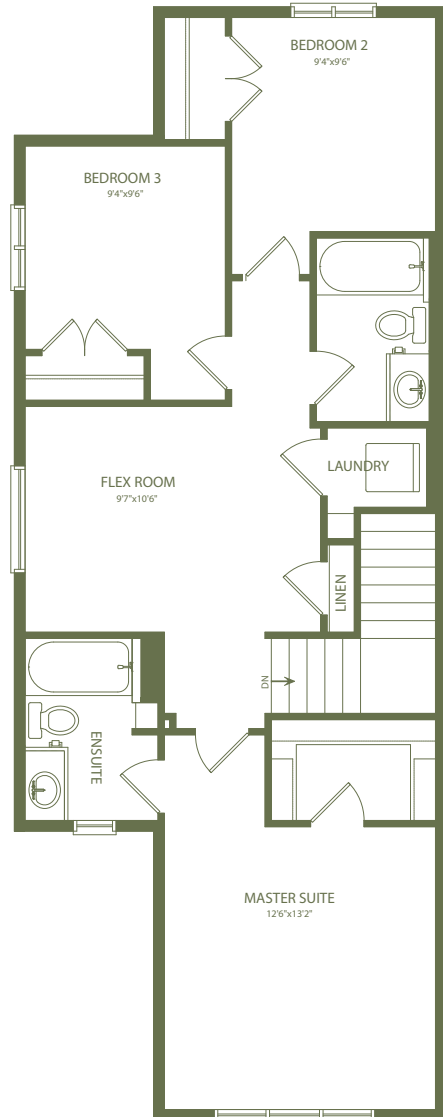 BEDROOM 2
9'4"x9'6"
BEDROOM 3
9'4"x9'6"
LAUNDRY
FLEX ROOM
9'7"x10'6"
LINEN
DN
ENSUITE
MASTER SUITE
12'6"x13'2"